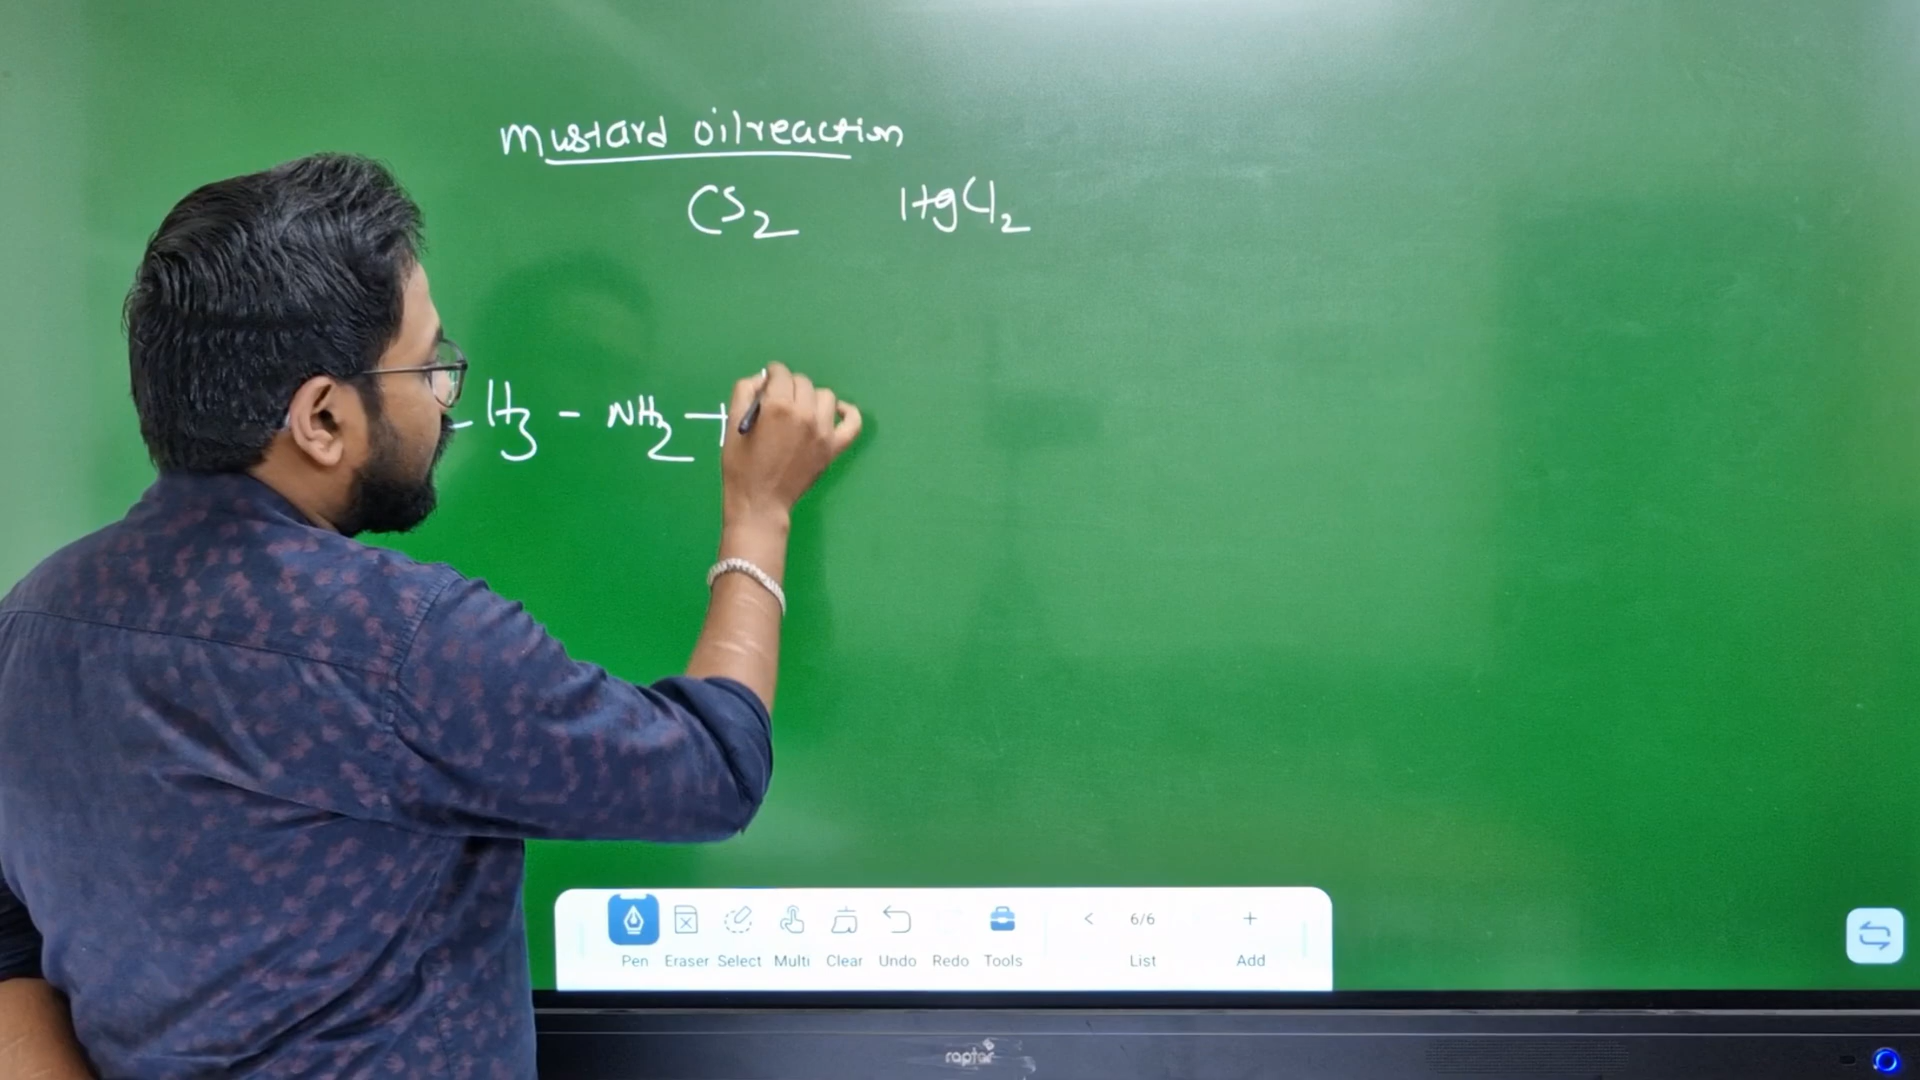 Mustard oil reaction
CS2 HgCl2
H3 - NH2 +
Pen Eraser Select Multi Clear Undo Redo Tools < 6/6 List + Add
raptor